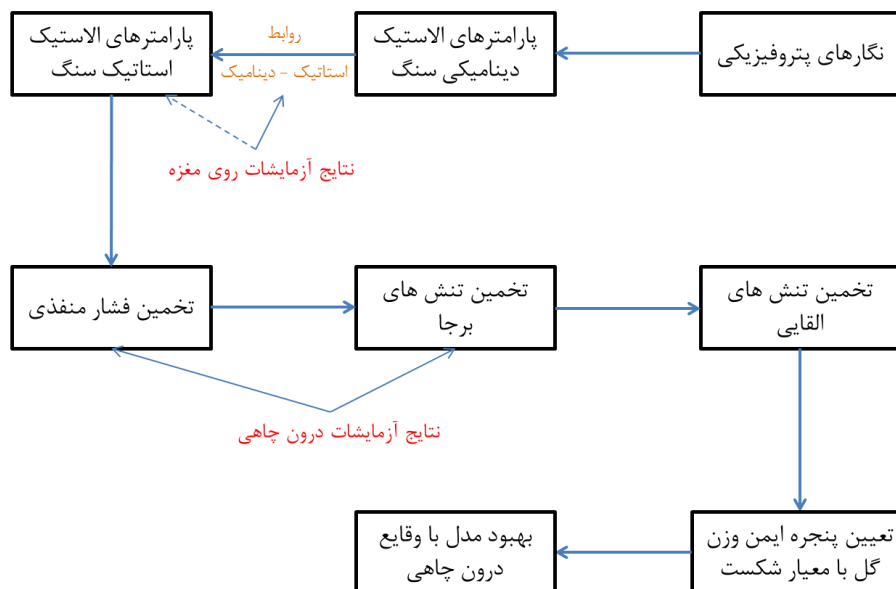 نگارهای پتروفیزیکی
پارامترهای الاستیک
دینامیکی سنگ
روابط
استاتیک - دینامیک
پارامترهای الاستیک
استاتیک سنگ
نتایج آزمایشات روی مغزه
تخمین فشار منفذی
تخمین تنش های
برجا
تخمین تنش های
القایی
نتایج آزمایشات درون چاهی
تعیین پنجره ایمن وزن
گل با معیار شکست
بهبود مدل با وقایع
درون چاهی